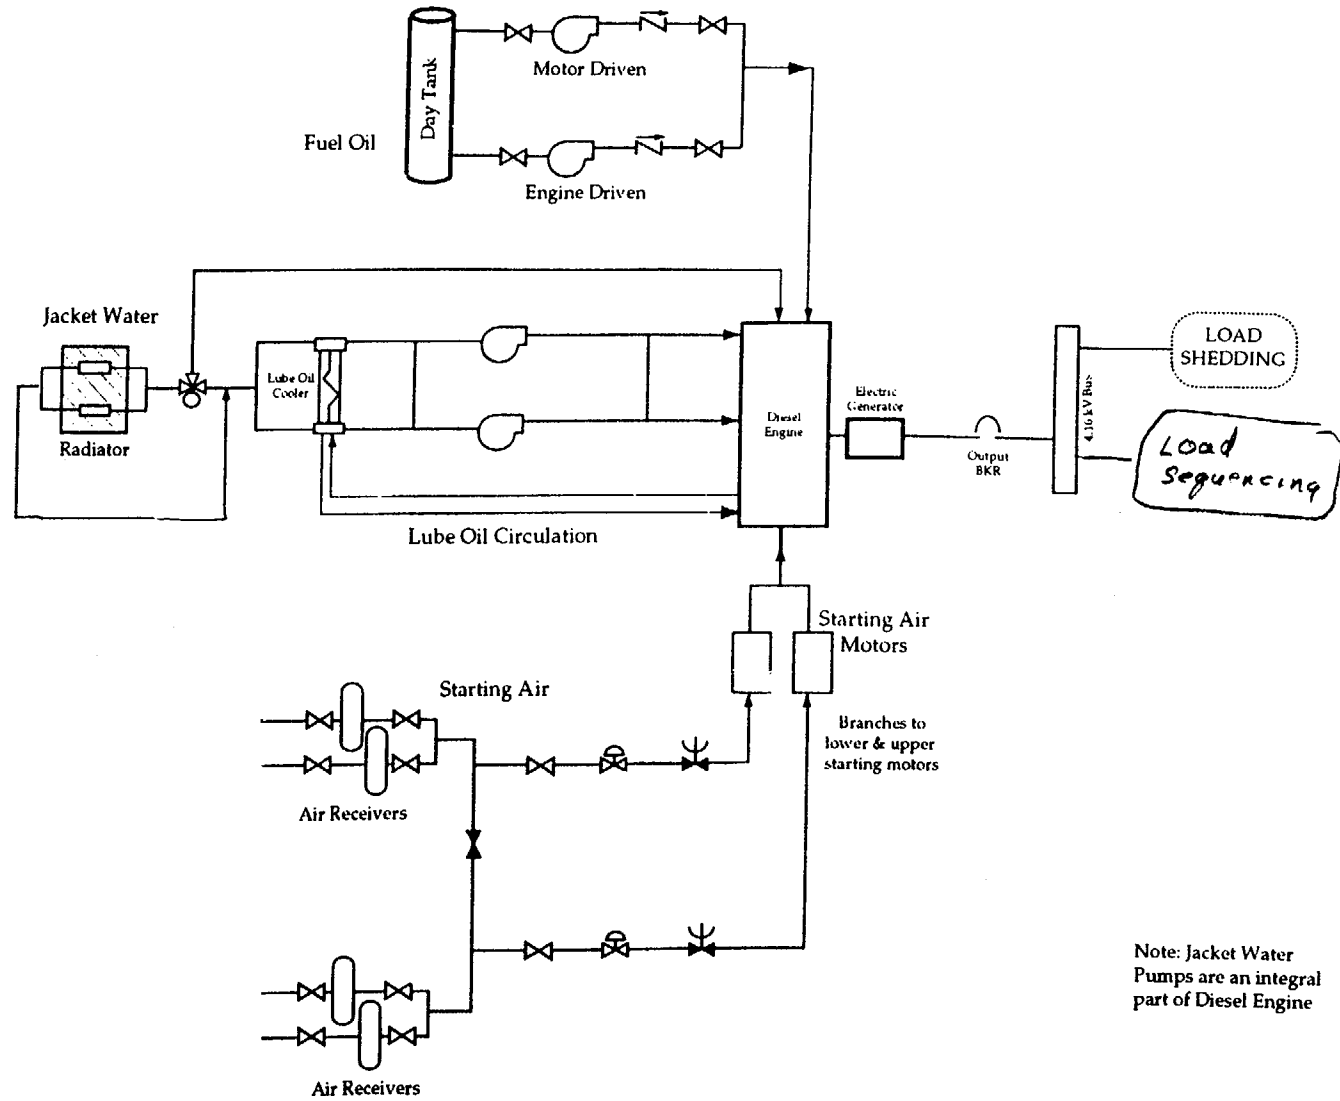 Day Tank
Motor Driven
Fuel Oil
Engine Driven
Jacket Water
Radiator
Lube Oil
Cooler
Lube Oil Circulation
Diesel
Engine
Electric
Generator
Output
BKR
4.16 kV Bus
LOAD
SHEDDING
Load
Sequencing
Starting Air
Motors
Starting Air
Branches to
lower & upper
starting motors
Air Receivers
Air Receivers
Note: Jacket Water
Pumps are an integral
part of Diesel Engine